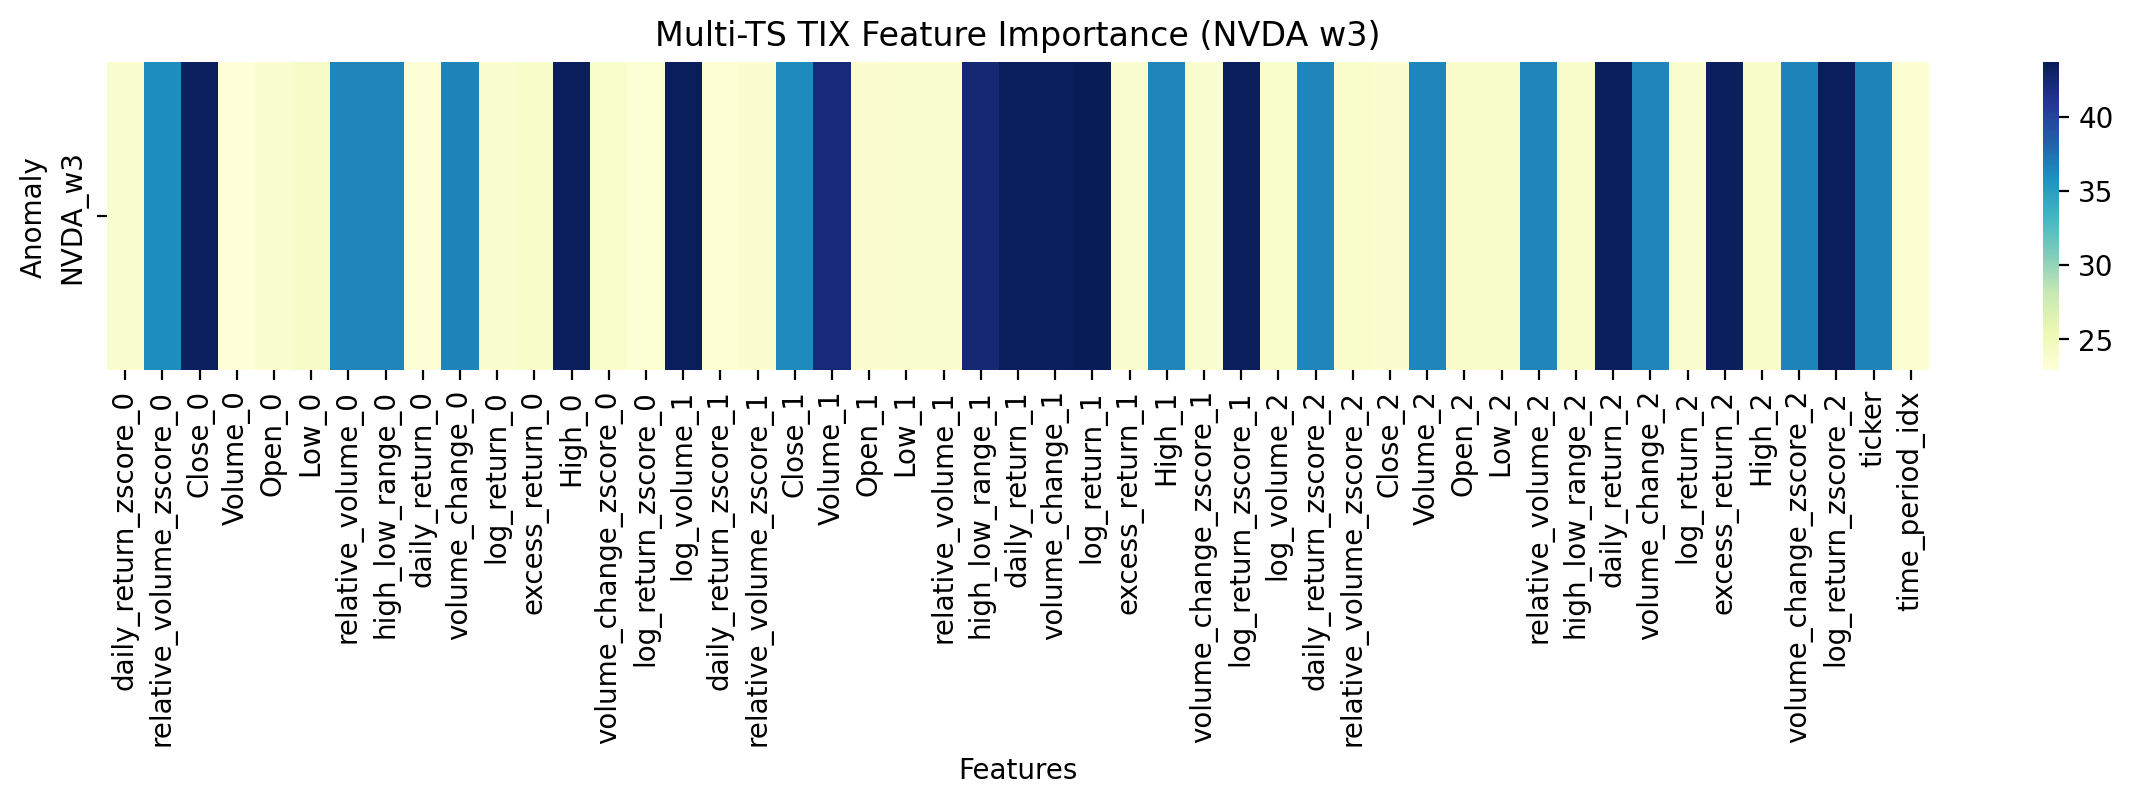 Multi-TS TIX Feature Importance (NVDA w3)
Anomaly
NVDA_w3
40
35
30
25
daily_return_zscore_0
relative_volume_zscore_0
Close_0
Volume_0
Open_0
Low_0
relative_volume_0
high_low_range_0
daily_return_0
volume_change_0
log_return_0
excess_return_0
High_0
volume_change_zscore_0
log_return_zscore_0
log_volume_1
daily_return_zscore_1
relative_volume_zscore_1
Close_1
Volume_1
Open_1
Low_1
relative_volume_1
high_low_range_1
daily_return_1
volume_change_1
log_return_1
excess_return_1
High_1
volume_change_zscore_1
log_return_zscore_1
log_volume_2
daily_return_zscore_2
relative_volume_zscore_2
Close_2
Volume_2
Open_2
Low_2
relative_volume_2
high_low_range_2
daily_return_2
volume_change_2
log_return_2
excess_return_2
High_2
volume_change_zscore_2
log_return_zscore_2
ticker
time_period_idx
Features